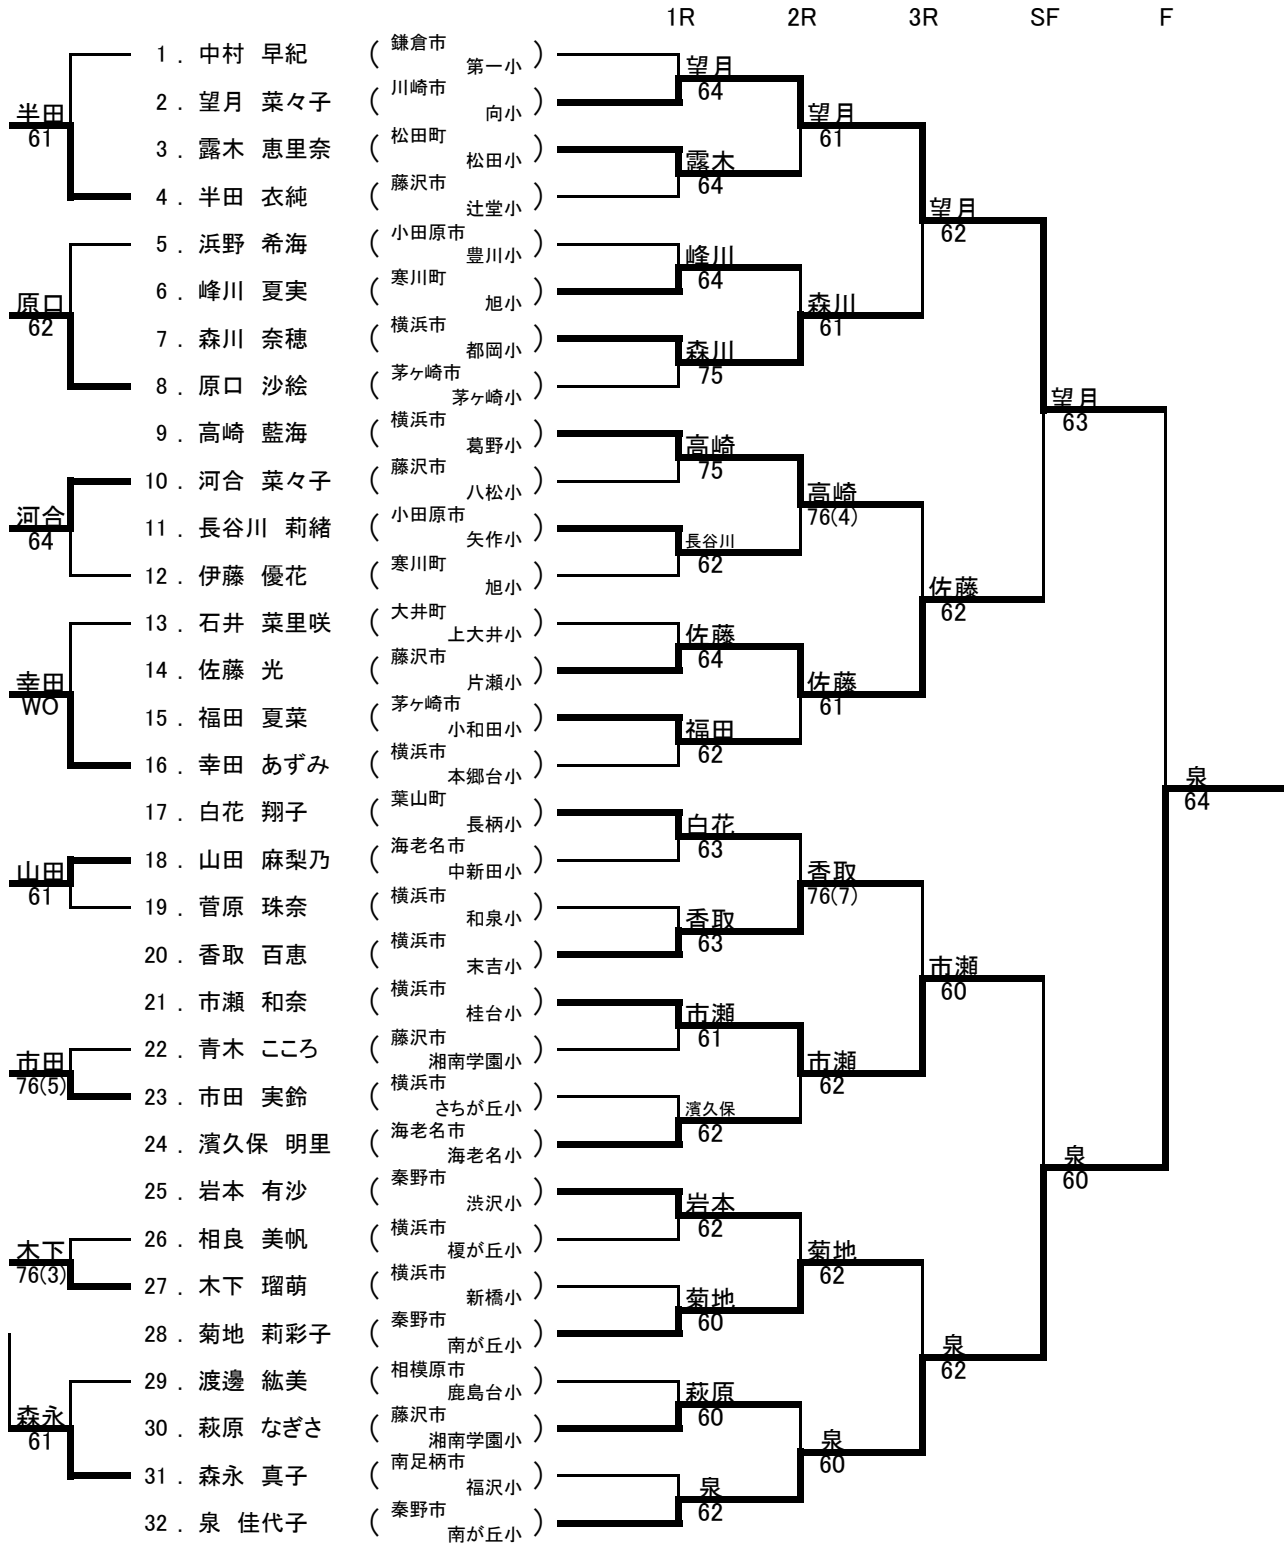 1R 2R 3R SF F
1 . 中村 早紀 ( 鎌倉市 第一小 )
2 . 望月 菜々子 ( 川崎市 向小 )
3 . 露木 恵里奈 ( 松田町 松田小 )
4 . 半田 衣純 ( 藤沢市 辻堂小 )
5 . 浜野 希海 ( 小田原市 豊川小 )
6 . 峰川 夏実 ( 寒川町 旭小 )
7 . 森川 奈穂 ( 横浜市 都岡小 )
8 . 原口 沙絵 ( 茅ヶ崎市 茅ヶ崎小 )
9 . 高崎 藍海 ( 横浜市 葛野小 )
10 . 河合 菜々子 ( 藤沢市 八松小 )
11 . 長谷川 莉緒 ( 小田原市 矢作小 )
12 . 伊藤 優花 ( 寒川町 旭小 )
13 . 石井 菜里咲 ( 大井町 上大井小 )
14 . 佐藤 光 ( 藤沢市 片瀬小 )
15 . 福田 夏菜 ( 茅ヶ崎市 小和田小 )
16 . 幸田 あずみ ( 横浜市 本郷台小 )
17 . 白花 翔子 ( 葉山町 長柄小 )
18 . 山田 麻梨乃 ( 海老名市 中新田小 )
19 . 菅原 珠奈 ( 横浜市 和泉小 )
20 . 香取 百恵 ( 横浜市 末吉小 )
21 . 市瀬 和奈 ( 横浜市 桂台小 )
22 . 青木 こころ ( 藤沢市 湘南学園小 )
23 . 市田 実鈴 ( 横浜市 さちが丘小 )
24 . 濱久保 明里 ( 海老名市 海老名小 )
25 . 岩本 有沙 ( 秦野市 渋沢小 )
26 . 相良 美帆 ( 横浜市 榎が丘小 )
27 . 木下 瑠萌 ( 横浜市 新橋小 )
28 . 菊地 莉彩子 ( 秦野市 南が丘小 )
29 . 渡邊 紘美 ( 相模原市 鹿島台小 )
30 . 萩原 なぎさ ( 藤沢市 湘南学園小 )
31 . 森永 真子 ( 南足柄市 福沢小 )
32 . 泉 佳代子 ( 秦野市 南が丘小 )
半田
61
原口
62
河合
64
幸田
WO
山田
61
市田
76(5)
木下
76(3)
森永
61
望月
64
露木
64
峰川
64
森川
75
高崎
75
長谷川
62
佐藤
64
福田
62
白花
63
香取
63
市瀬
61
濱久保
62
岩本
62
菊地
60
萩原
60
泉
62
望月
61
森川
61
高崎
76(4)
佐藤
61
香取
76(7)
市瀬
62
菊地
62
泉
60
望月
62
佐藤
62
市瀬
60
泉
62
望月
63
泉
60
泉
64